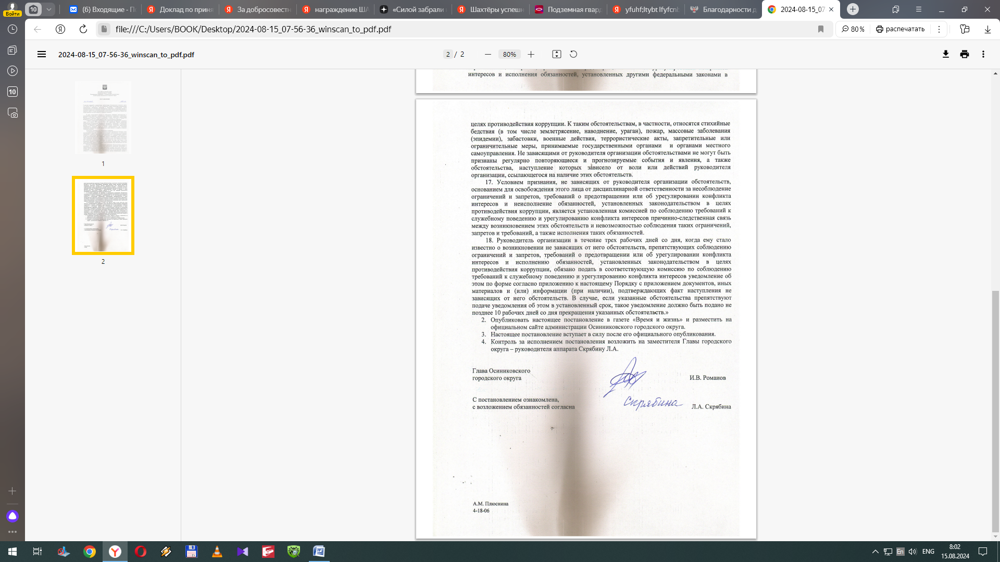 Войти
10
(6) Входящие - По
Доклад по приня
За добросовестн
награждение ША
«Силой забрали
Шахтёры успешн
Подземная гвард
yfuhf;ltybt Ifyfcnb
Благодарности д
2024-08-15_07
file:///C:/Users/BOOK/Desktop/2024-08-15_07-56-36_winscan_to_pdf.pdf
80%
распечатать
10
2024-08-15_07-56-36_winscan_to_pdf.pdf
2 / 2
80%
1
2
интересов и исполнения обязанностей, установленных другими федеральными законами в
целях противодействия коррупции. К таким обстоятельствам, в частности, относятся стихийные
бедствия (в том числе землетрясение, наводнение, ураган), пожар, массовые заболевания
(эпидемии), забастовки, военные действия, террористические акты, запретительные или
ограничительные меры, принимаемые государственными органами и органами местного
самоуправления. Не зависящими от руководителя организации обстоятельствами не могут быть
признаны регулярно повторяющиеся и прогнозируемые события и явления, а также
обстоятельства, наступление которых зависело от воли или действий руководителя
организации, ссылающегося на наличие этих обстоятельств.
17. Условием признания, не зависящих от руководителя организации обстоятельств,
основанием для освобождения этого лица от дисциплинарной ответственности за несоблюдение
ограничений и запретов, требований о предотвращении или об урегулировании конфликта
интересов и неисполнение обязанностей, установленных законодательством в целях
противодействия коррупции, является установленная комиссией по соблюдению требований к
служебному поведению и урегулированию конфликта интересов причинно-следственная связь
между возникновением этих обстоятельств и невозможностью соблюдения таких ограничений,
запретов и требований, а также исполнения таких обязанностей.
18. Руководитель организации в течение трех рабочих дней со дня, когда ему стало
известно о возникновении не зависящих от него обстоятельств, препятствующих соблюдению
ограничений и запретов, требований о предотвращении или об урегулировании конфликта
интересов и исполнению обязанностей, установленных законодательством в целях
противодействия коррупции, обязано подать в соответствующую комиссию по соблюдению
требований к служебному поведению и урегулированию конфликта интересов уведомление об
этом по форме согласно приложению к настоящему Порядку с приложением документов, иных
материалов и (или) информации (при наличии), подтверждающих факт наступления не
зависящих от него обстоятельств. В случае, если указанные обстоятельства препятствуют
подаче уведомления об этом в установленный срок, такое уведомление должно быть подано не
позднее 10 рабочих дней со дня прекращения указанных обстоятельств.»
2. Опубликовать настоящее постановление в газете «Время и жизнь» и разместить на
официальном сайте администрации Осинниковского городского округа.
3. Настоящее постановление вступает в силу после его официального опубликования.
4. Контроль за исполнением постановления возложить на заместителя Главы городского
округа – руководителя аппарата Скрябину Л.А.
Глава Осиниковского
городского округа
И.В. Романов
С постановлением ознакомлена,
с возложением обязанностей согласна
Скрябина
Л.А. Скрябина
А.М. Плюснина
4-18-06
En
ENG
8:02
15.08.2024